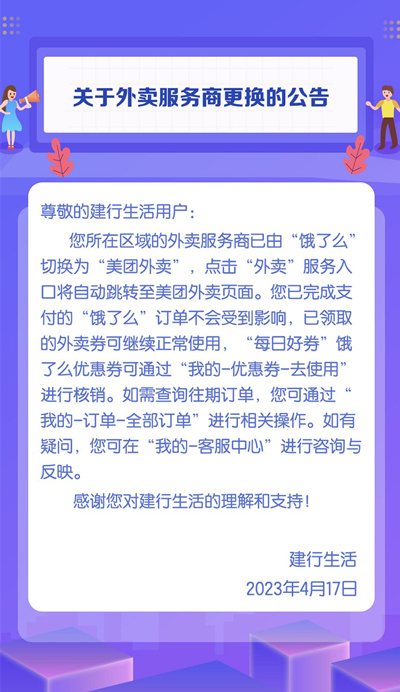 关于外卖服务商更换的公告
尊敬的建行生活用户：
您所在区域的外卖服务商已由“饿了么”
切换为“美团外卖”，点击“外卖”服务入
口将自动跳转至美团外卖页面。您已完成支
付的“饿了么”订单不会受到影响，已领取
的外卖券可继续正常使用，“每日好券”饿
了么优惠券可通过“我的-优惠券-去使用”
进行核销。如需查询往期订单，您可通过“
我的-订单-全部订单”进行相关操作。如有
疑问，您可在“我的-客服中心”进行咨询与
反映。
感谢您对建行生活的理解和支持！
建行生活
2023年4月17日